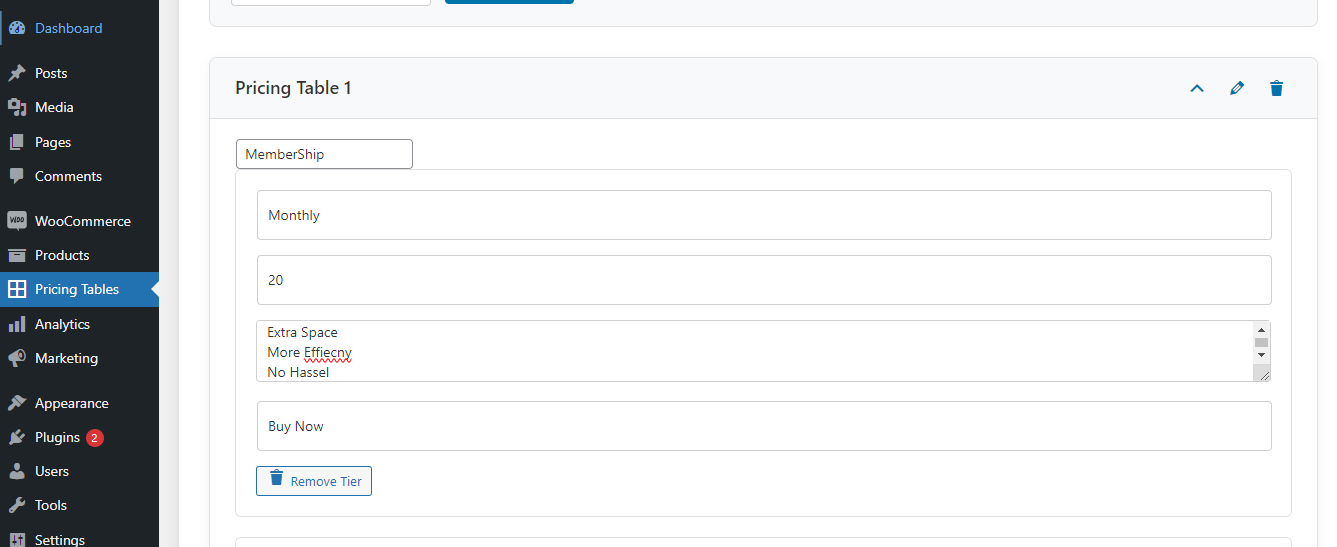 Dashboard
Posts
Media
Pages
Comments
WooCommerce
Products
Pricing Tables
Analytics
Marketing
Appearance
Plugins 2
Users
Tools
Settings
Pricing Table 1
MemberShip
Monthly
20
Extra Space
More Effiecny
No Hassel
Buy Now
Remove Tier